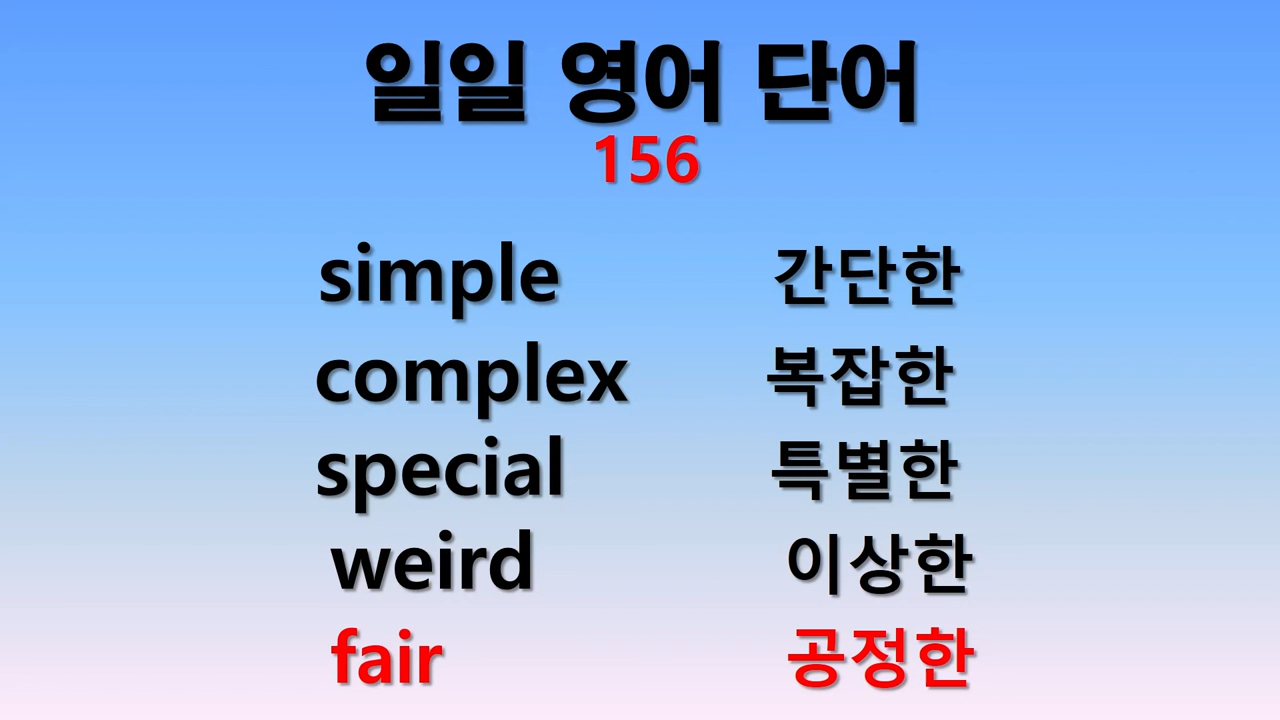 일일 영어 단어
156
simple 간단한
complex 복잡한
special 특별한
weird 이상한
fair 공정한